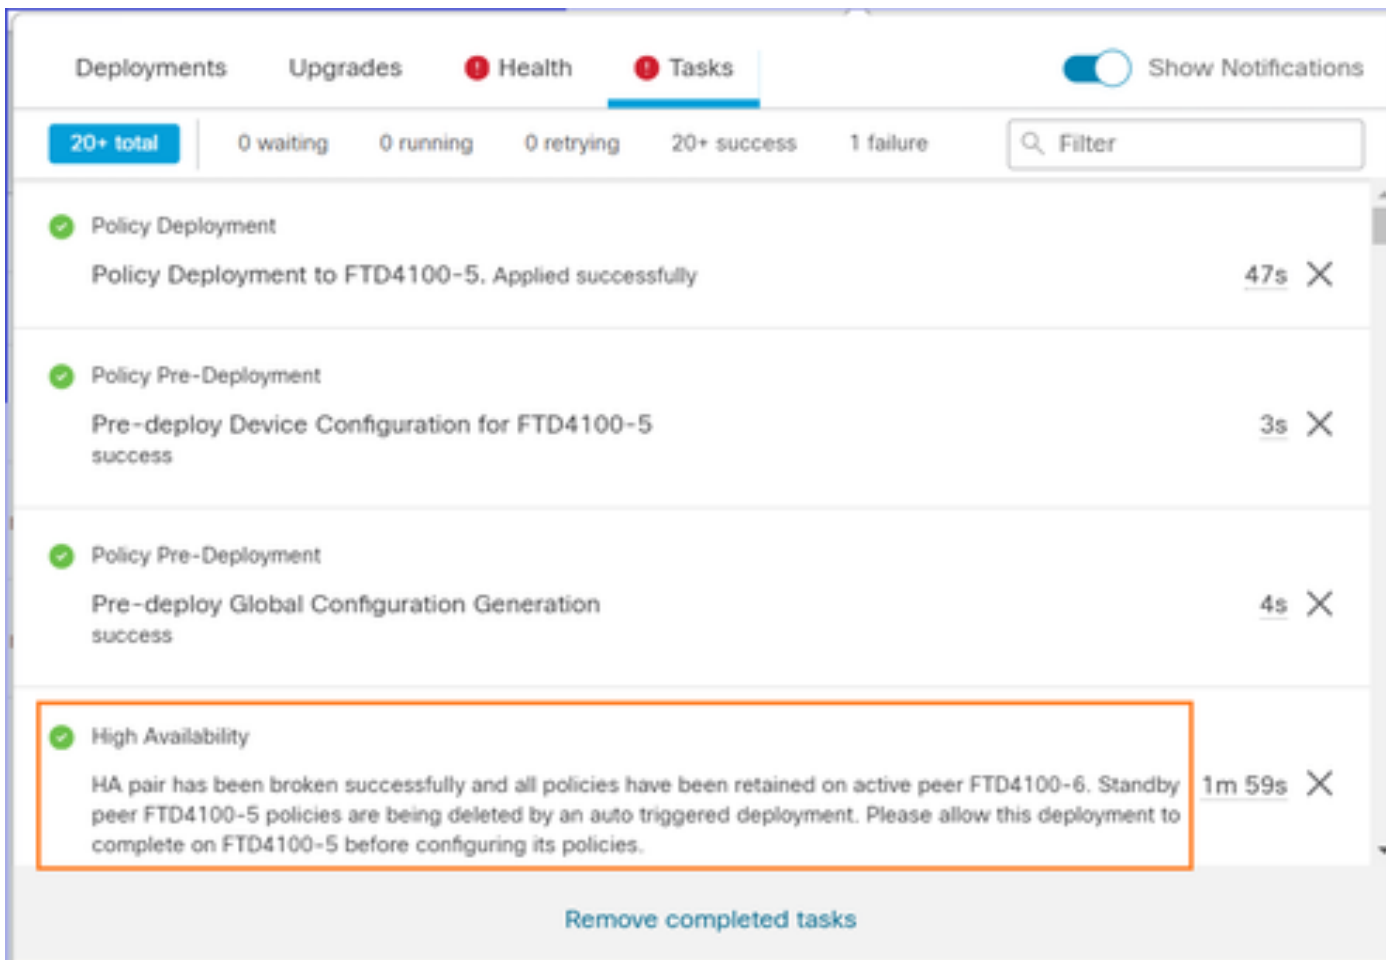 Deployments Upgrades Health Tasks Show Notifications
20+ total 0 waiting 0 running 0 retrying 20+ success 1 failure Filter
Policy Deployment
Policy Deployment to FTD4100-5. Applied successfully 47s
Policy Pre-Deployment
Pre-deploy Device Configuration for FTD4100-5 3s
success
Policy Pre-Deployment
Pre-deploy Global Configuration Generation 4s
success
High Availability
HA pair has been broken successfully and all policies have been retained on active peer FTD4100-6. Standby 1m 59s
peer FTD4100-5 policies are being deleted by an auto triggered deployment. Please allow this deployment to
complete on FTD4100-5 before configuring its policies.
Remove completed tasks